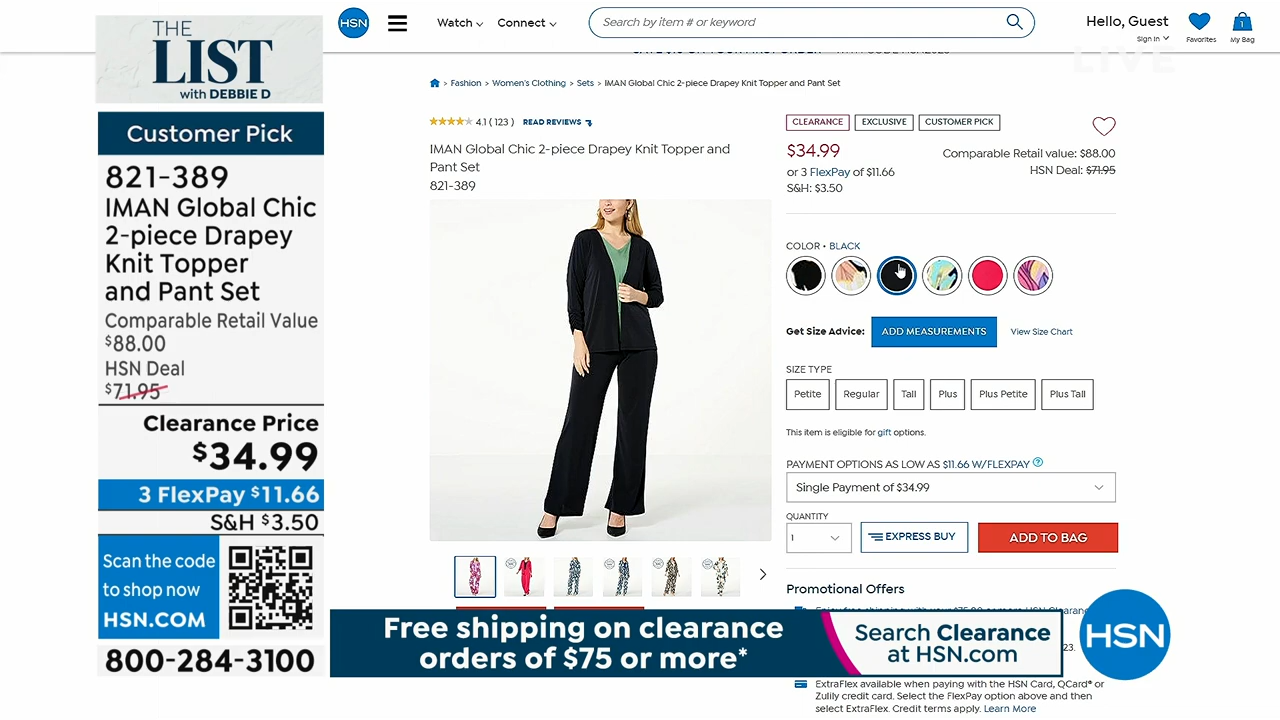 THE
LIST
with DEBBIE D
Customer Pick
821-389
IMAN Global Chic
2-piece Drapey
Knit Topper
and Pant Set
Comparable Retail Value
$88.00
HSN Deal
$71.95
Clearance Price
$34.99
3 FlexPay $11.66
S&H $3.50
Scan the code
to shop now
HSN.COM
800-284-3100
HSN
Watch
Connect
Search by item # or keyword
Hello, Guest
Sign In
Favorites
1
My Bag
LIVE
Fashion > Women's Clothing > Sets > IMAN Global Chic 2-piece Drapey Knit Topper and Pant Set
4.1 ( 123 ) READ REVIEWS
IMAN Global Chic 2-piece Drapey Knit Topper and
Pant Set
821-389
CLEARANCE
EXCLUSIVE
CUSTOMER PICK
$34.99
Comparable Retail value: $88.00
or 3 FlexPay of $11.66
HSN Deal: $71.95
S&H: $3.50
COLOR • BLACK
Get Size Advice:
ADD MEASUREMENTS
View Size Chart
SIZE TYPE
Petite
Regular
Tall
Plus
Plus Petite
Plus Tall
This item is eligible for gift options.
PAYMENT OPTIONS AS LOW AS $11.66 W/FLEXPAY
Single Payment of $34.99
QUANTITY
1
EXPRESS BUY
ADD TO BAG
Promotional Offers
Free shipping on clearance
orders of $75 or more*
Search Clearance
at HSN.com
HSN
23.
ExtraFlex available when paying with the HSN Card, QCard® or
Zulily credit card. Select the FlexPay option above and then
select ExtraFlex. Credit terms apply. Learn More